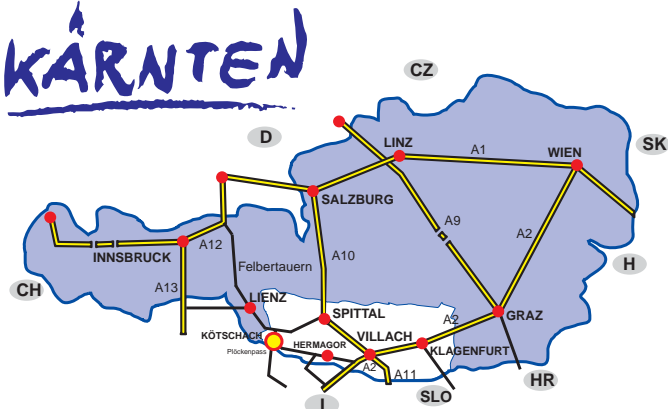 KÄRNTEN
CZ
D
SK
LINZ
A1
WIEN
SALZBURG
A9
A2
A12
INNSBRUCK
A10
Felbertauern
H
CH
A13
LIENZ
SPITTAL
A2
GRAZ
KÖTSCHACH
VILLACH
Plöckenpass
HERMAGOR
KLAGENFURT
A2
A11
HR
SLO
I